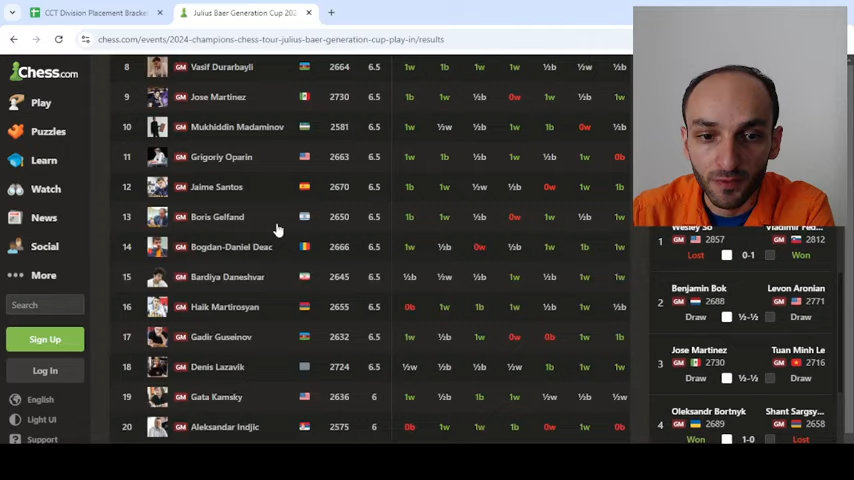 CCT Division Placement Bracke
Julius Baer Generation Cup 202
chess.com/events/2024-champions-chess-tour-julius-baer-generation-cup-play-in/results
Chess.com
Play
Puzzles
Learn
Watch
News
Social
More
Search
Sign Up
Log In
English
Light UI
Support
8 GM Vasif Durarbayli 2664 6.5 1w 1b 1w 1w ½b ½w ½b
9 GM Jose Martinez 2730 6.5 1b 1w ½b 0w 1w ½b 1w
10 GM Mukhiddin Madaminov 2581 6.5 1w ½w ½b 1w 1b 0w ½b
11 GM Grigoriy Oparin 2663 6.5 1w 1b ½b 1w ½b 1w 0b
12 GM Jaime Santos 2670 6.5 1b 1w ½w ½b 0w 1w 1b
13 GM Boris Gelfand 2650 6.5 1b 1w ½b 0w 1w ½b 1w
14 GM Bogdan-Daniel Deac 2666 6.5 1w ½b 0w ½b 1w 1b 1w
15 GM Bardiya Daneshvar 2645 6.5 ½b ½w ½b 1w ½b 1w 1w
16 GM Haik Martirosyan 2655 6.5 0b 1w 1b 1w ½b 1w ½b
17 GM Gadir Guseinov 2632 6.5 1w ½b 1w 0w 0b 1w 1b
18 GM Denis Lazavik 2724 6.5 ½w ½b ½w ½b 1b 1w 1w
19 GM Gata Kamsky 2636 6 1w ½b 1b 1w ½b ½w ½w
20 GM Aleksandar Indjic 2575 6 0b 1w 1w 1b 0w 1w 0b
Wesley So Vladimir Fed...
1 GM 2857 GM 2812
Lost 0-1 Won
Benjamin Bok Levon Aronian
2 GM 2688 GM 2771
Draw ½-½ Draw
Jose Martinez Tuan Minh Le
3 GM 2730 GM 2716
Draw ½-½ Draw
Oleksandr Bortnyk Shant Sargsy...
4 GM 2689 GM 2658
Won 1-0 Lost